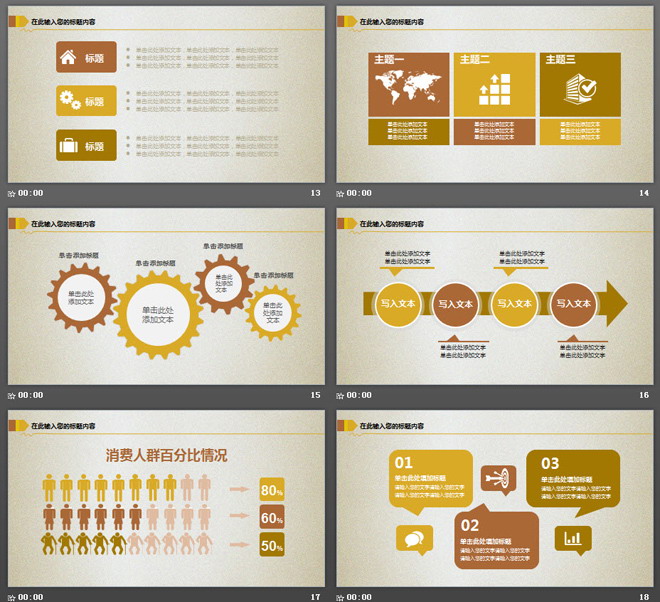 在此输入您的标题内容
标题
单击此处添加文本，单击此处添加文本，单击此处添加文本
单击此处添加文本，单击此处添加文本，单击此处添加文本
单击此处添加文本，单击此处添加文本，单击此处添加文本
标题
单击此处添加文本，单击此处添加文本，单击此处添加文本
单击此处添加文本，单击此处添加文本，单击此处添加文本
单击此处添加文本，单击此处添加文本，单击此处添加文本
标题
单击此处添加文本，单击此处添加文本，单击此处添加文本
单击此处添加文本，单击此处添加文本，单击此处添加文本
单击此处添加文本，单击此处添加文本，单击此处添加文本
00:00
13
在此输入您的标题内容
主题一
主题二
主题三
单击此处添加文本
单击此处添加文本
单击此处添加文本
单击此处添加文本
单击此处添加文本
单击此处添加文本
单击此处添加文本
单击此处添加文本
单击此处添加文本
00:00
14
在此输入您的标题内容
单击添加标题
单击此处
添加文本
单击添加标题
单击此处
添加文本
单击添加标题
单击此
处添加
文本
单击添加标题
单击此
处添加
文本
00:00
15
在此输入您的标题内容
单击此处添加文字
单击此处添加文字
单击此处添加文字
单击此处添加文字
写入文本
写入文本
写入文本
写入文本
单击此处添加文字
单击此处添加文字
单击此处添加文字
单击此处添加文字
00:00
16
在此输入您的标题内容
消费人群百分比情况
80%
60%
50%
00:00
17
在此输入您的标题内容
01
单击此处增加标题
请输入您的文字请输入您的文字
请输入您的文字请输入您的文字
02
单击此处增加标题
请输入您的文字请输入您的文字
请输入您的文字请输入您的文字
03
单击此处增加标题
请输入您的文字请输入您的文字
请输入您的文字请输入您的文字
00:00
18